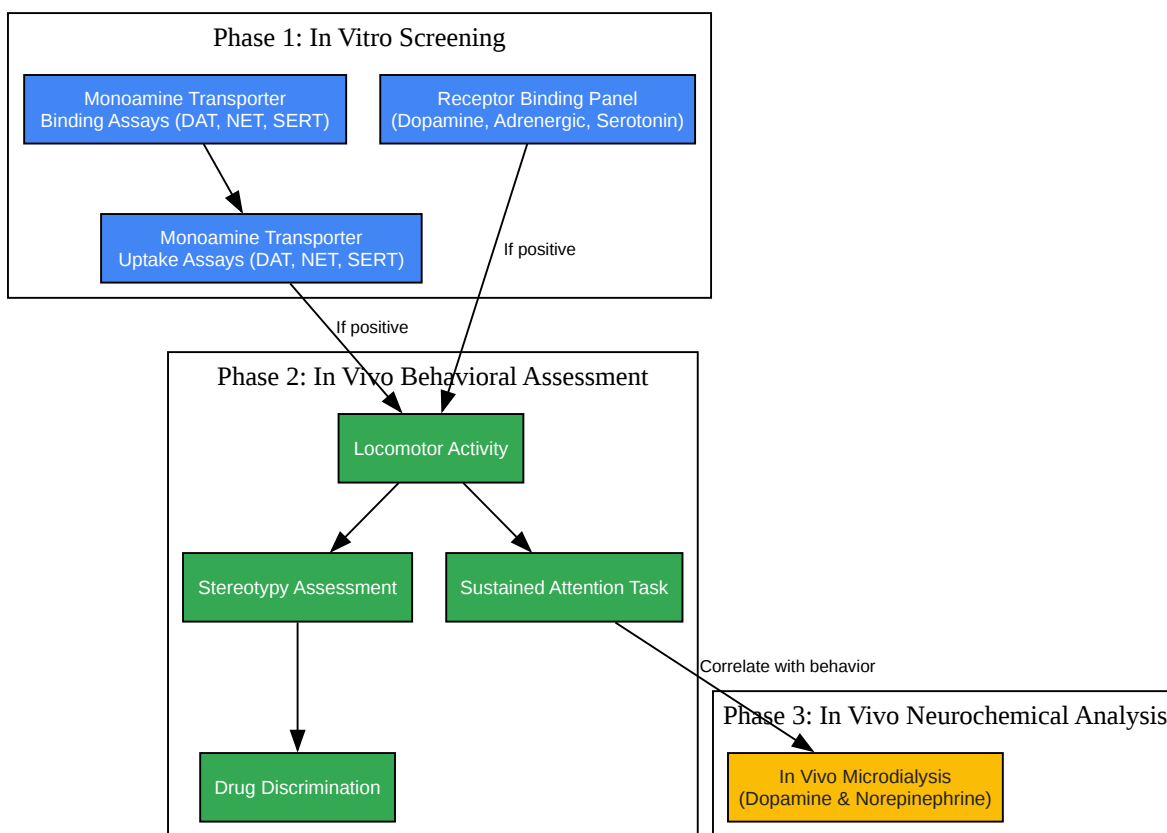 Phase 1: In Vitro Screening
Monoamine Transporter
Binding Assays (DAT, NET, SERT)
Receptor Binding Panel
(Dopamine, Adrenergic, Serotonin)
Monoamine Transporter
Uptake Assays (DAT, NET, SERT)
If positive
If positive
Phase 2: In Vivo Behavioral Assessment
Locomotor Activity
Stereotypy Assessment
Sustained Attention Task
Correlate with behavior
Phase 3: In Vivo Neurochemical Analysis
Drug Discrimination
In Vivo Microdialysis
(Dopamine & Norepinephrine)